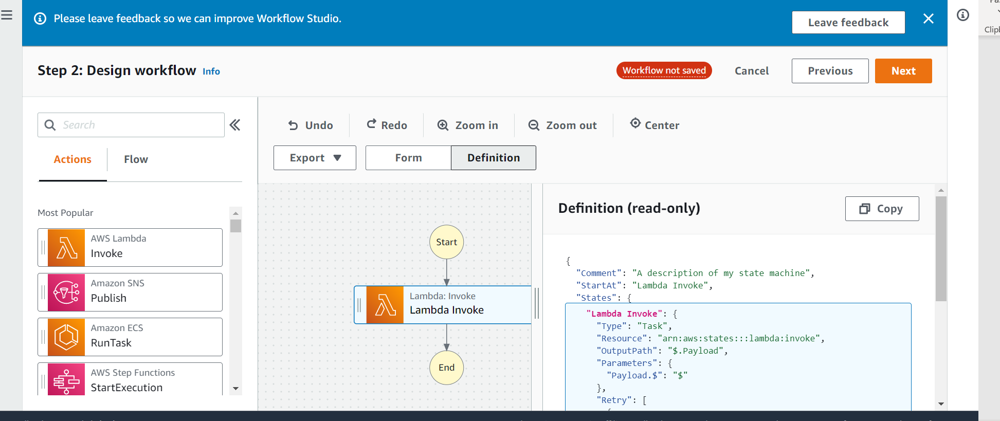 Please leave feedback so we can improve Workflow Studio.
Leave feedback
Step 2: Design workflow Info
Workflow not saved
Cancel
Previous
Next
Search
Undo
Redo
Zoom in
Zoom out
Center
Actions
Flow
Export
Form
Definition
Most Popular
AWS Lambda
Invoke
Amazon SNS
Publish
Amazon ECS
RunTask
AWS Step Functions
StartExecution
Start
Lambda: Invoke
Lambda Invoke
End
Definition (read-only)
Copy
{
"Comment": "A description of my state machine",
"StartAt": "Lambda Invoke",
"States": {
"Lambda Invoke": {
"Type": "Task",
"Resource": "arn:aws:states:::lambda:invoke",
"OutputPath": "$.Payload",
"Parameters": {
"Payload.$": "$"
},
"Retry": [